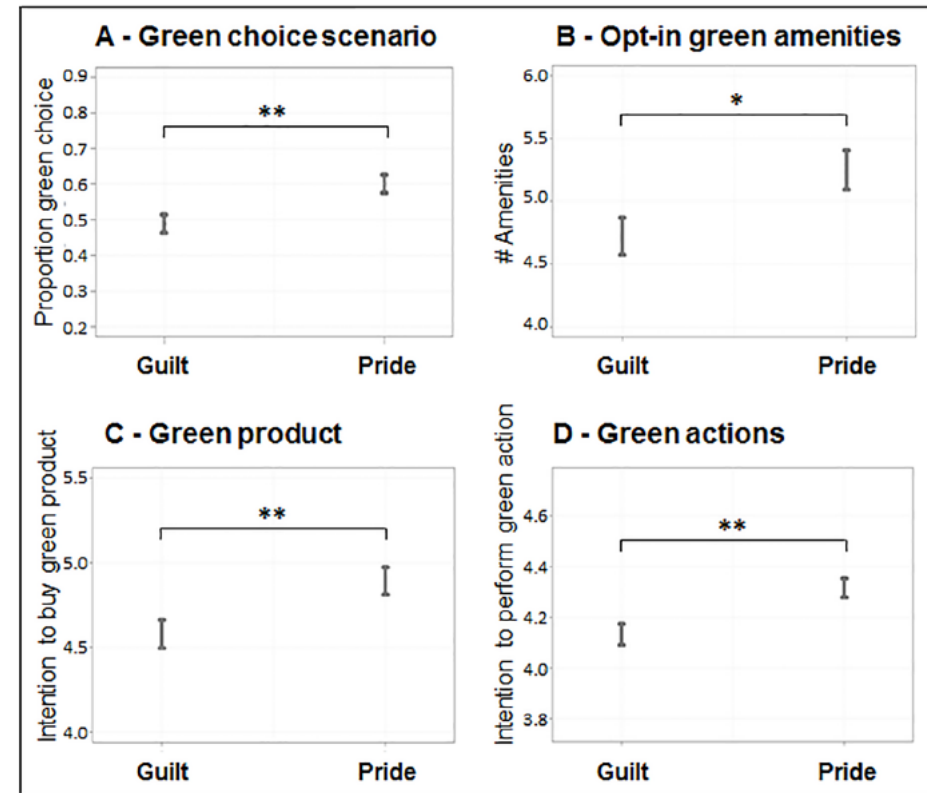 A - Green choice scenario
Proportion green choice
0.9
0.8
0.7
0.6
0.5
0.4
0.3
0.2
**
Guilt Pride
B - Opt-in green amenities
# Amenities
6.0
5.5
5.0
4.5
4.0
*
Guilt Pride
C - Green product
Intention to buy green product
5.5
5.0
4.5
4.0
**
Guilt Pride
D - Green actions
Intention to perform green action
4.6
4.4
4.2
4.0
3.8
**
Guilt Pride